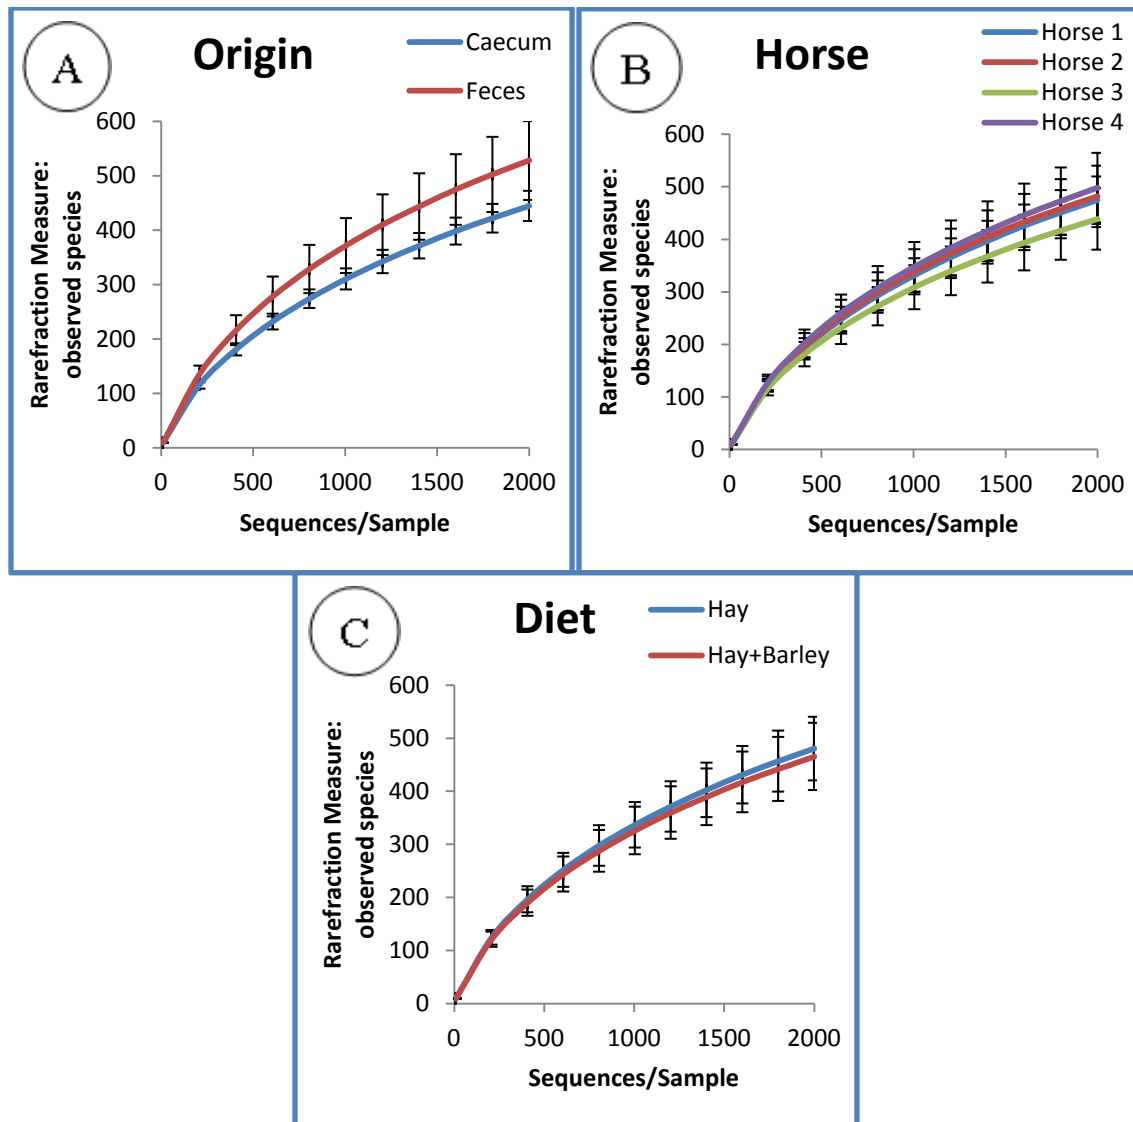 A
Origin
Caecum
Feces
600
500
400
300
200
100
0
Rarefraction Measure:
observed species
0 500 1000 1500 2000
Sequences/Sample
B
Horse
Horse 1
Horse 2
Horse 3
Horse 4
600
500
400
300
200
100
0
Rarefraction Measure:
observed species
0 500 1000 1500 2000
Sequences/Sample
C
Diet
Hay
Hay+Barley
600
500
400
300
200
100
0
Rarefraction Measure:
observed species
0 500 1000 1500 2000
Sequences/Sample